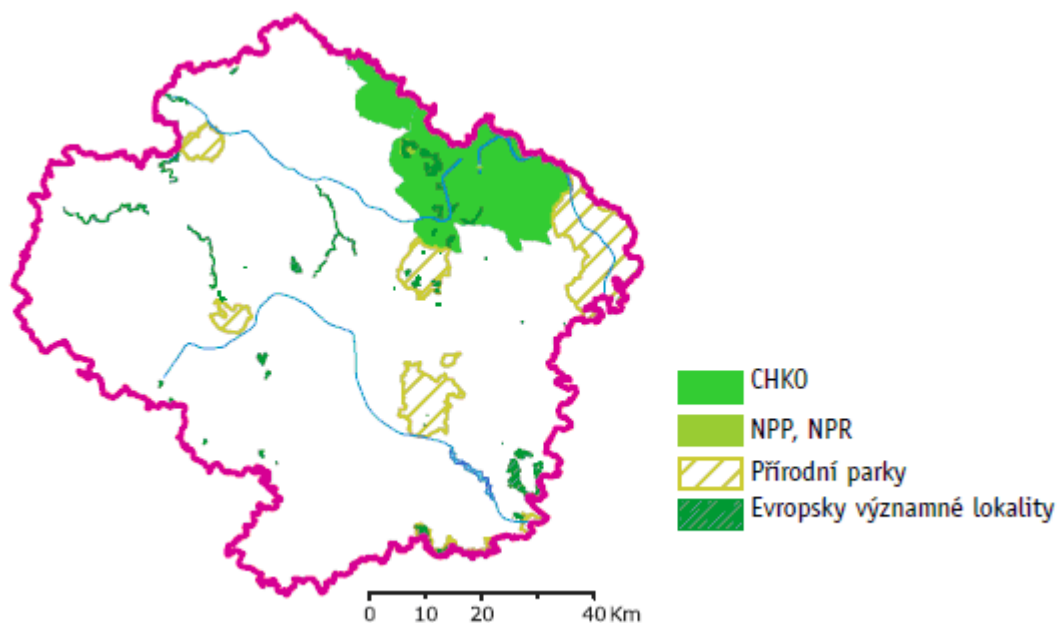 CHKO
NPP, NPR
Přírodní parky
Evropsky významné lokality
0 10 20 40 Km